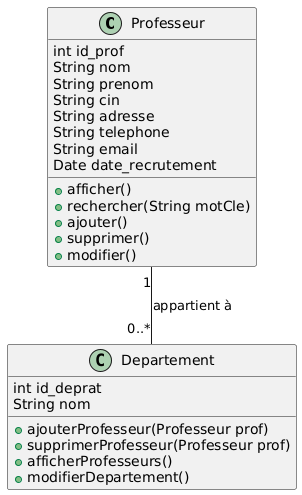 C Professeur
int id_prof
String nom
String prenom
String cin
String adresse
String telephone
String email
Date date_recrutement
afficher()
rechercher(String motCle)
ajouter()
supprimer()
modifier()
1
appartient à
0..*
C Departement
int id_deprat
String nom
ajouterProfesseur(Professeur prof)
supprimerProfesseur(Professeur prof)
afficherProfesseurs()
modifierDepartement()